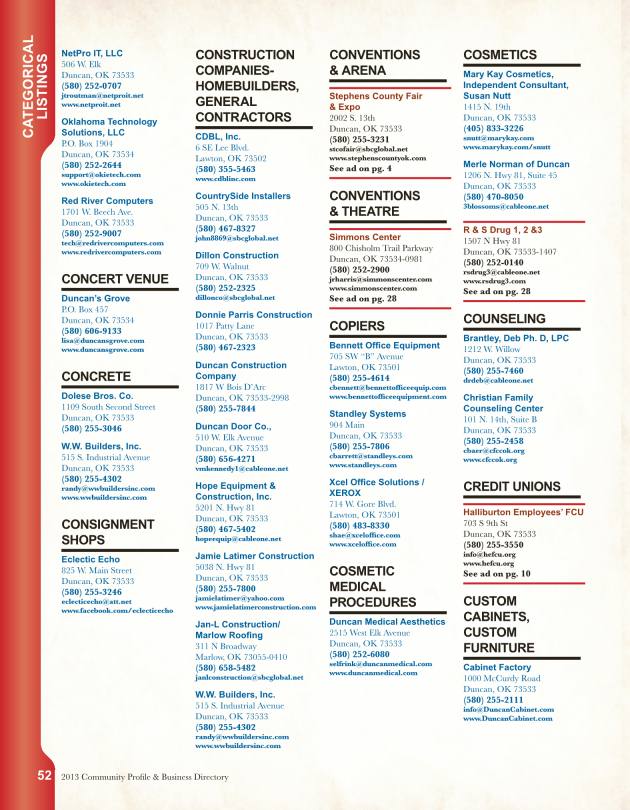 CATEGORICAL
LISTINGS
NetPro IT, LLC
506 W. Elk
Duncan, OK 73533
(580) 252-0707
jtroutman@netproit.net
www.netproit.net
Oklahoma Technology
Solutions, LLC
P.O. Box 1904
Duncan, OK 73534
(580) 252-2644
support@okietech.com
www.okietech.com
Red River Computers
1701 W. Beech Ave.
Duncan, OK 73533
(580) 252-9007
tech@redrivercomputers.com
www.redrivercomputers.com
CONCERT VENUE
Duncan's Grove
P.O. Box 457
Duncan, OK 73534
(580) 606-9133
lisa@duncansgrove.com
www.duncansgrove.com
CONCRETE
Dolese Bros. Co.
1109 South Second Street
Duncan, OK 73533
(580) 255-3046
W.W. Builders, Inc.
515 S. Industrial Avenue
Duncan, OK 73533
(580) 255-4302
randy@wwbuildersinc.com
www.wwbuildersinc.com
CONSIGNMENT
SHOPS
Eclectic Echo
825 W. Main Street
Duncan, OK 73533
(580) 255-3246
eclecticecho@att.net
www.facebook.com/eclecticecho
CONSTRUCTION
COMPANIES-
HOMEBUILDERS,
GENERAL
CONTRACTORS
CDBL, Inc.
6 SE Lee Blvd.
Lawton, OK 73502
(580) 355-5463
www.cdblinc.com
CountrySide Installers
505 N. 13th
Duncan, OK 73533
(580) 467-8327
john8869@sbcglobal.net
Dillon Construction
709 W. Walnut
Duncan, OK 73533
(580) 252-2325
dillonco@sbcglobal.net
Donnie Parris Construction
1017 Patty Lane
Duncan, OK 73533
(580) 467-2323
Duncan Construction
Company
1817 W Bois D'Arc
Duncan, OK 73533-2998
(580) 255-7844
Duncan Door Co.,
510 W. Elk Avenue
Duncan, OK 73533
(580) 656-4271
vmkennedy1@cableone.net
Hope Equipment &
Construction, Inc.
5201 N. Hwy 81
Duncan, OK 73533
(580) 467-5402
hopeequip@cableone.net
Jamie Latimer Construction
5038 N. Hwy 81
Duncan, OK 73533
(580) 255-7800
jamielatimer@yahoo.com
www.jamielatimerconstruction.com
Jan-L Construction/
Marlow Roofing
311 N Broadway
Marlow, OK 73055-0410
(580) 658-5482
janlconstruction@sbcglobal.net
W.W. Builders, Inc.
515 S. Industrial Avenue
Duncan, OK 73533
(580) 255-4302
randy@wwbuildersinc.com
www.wwbuildersinc.com
CONVENTIONS
& ARENA
Stephens County Fair
& Expo
2002 S. 13th
Duncan, OK 73533
(580) 255-3231
stcofair@sbcglobal.net
www.stephenscountyok.com
See ad on pg. 4
CONVENTIONS
& THEATRE
Simmons Center
800 Chisholm Trail Parkway
Duncan, OK 73534-0981
(580) 252-2900
jrharris@simmonscenter.com
www.simmonscenter.com
See ad on pg. 28
COPIERS
Bennett Office Equipment
705 SW "B" Avenue
Lawton, OK 73501
(580) 255-4614
cbennett@bennettofficeequip.com
www.bennettofficeequipment.com
Standley Systems
904 Main
Duncan, OK 73533
(580) 255-7806
cbarrett@standleys.com
www.standleys.com
Xcel Office Solutions /
XEROX
714 W. Gore Blvd.
Lawton, OK 73501
(580) 483-8330
shae@xceloffice.com
www.xceloffice.com
COSMETIC
MEDICAL
PROCEDURES
Duncan Medical Aesthetics
2515 West Elk Avenue
Duncan, OK 73533
(580) 252-6080
selfrink@duncanmedical.com
www.duncanmedical.com
COSMETICS
Mary Kay Cosmetics,
Independent Consultant,
Susan Nutt
1415 N. 19th
Duncan, OK 73533
(405) 833-3226
snutt@marykay.com
www.marykay.com/snutt
Merle Norman of Duncan
1206 N. Hwy 81, Suite 45
Duncan, OK 73533
(580) 470-8050
3blossoms@cableone.net
R & S Drug 1, 2 &3
1507 N Hwy 81
Duncan, OK 73533-1407
(580) 252-0140
rsdrug3@cableone.net
www.rsdrug3.com
See ad on pg. 28
COUNSELING
Brantley, Deb Ph. D, LPC
1212 W. Willow
Duncan, OK 73533
(580) 255-7460
drdeb@cableone.net
Christian Family
Counseling Center
101 N. 14th, Suite B
Duncan, OK 73533
(580) 255-2458
cbaer@cfccok.org
www.cfccok.org
CREDIT UNIONS
Halliburton Employees' FCU
703 S 9th St
Duncan, OK 73533
(580) 255-3550
info@hefcu.org
www.hefcu.org
See ad on pg. 10
CUSTOM
CABINETS,
CUSTOM
FURNITURE
Cabinet Factory
1000 McCurdy Road
Duncan, OK 73533
(580) 255-2111
info@DuncanCabinet.com
www.DuncanCabinet.com
52 2013 Community Profile & Business Directory